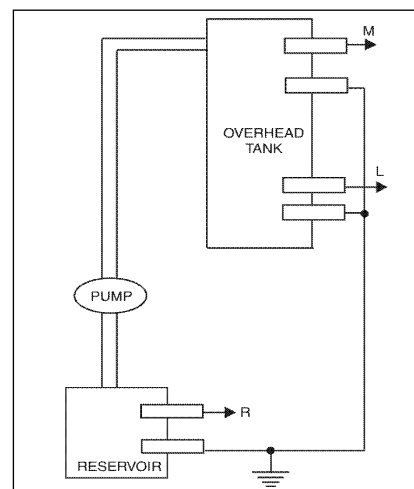 M
OVERHEAD
TANK
L
PUMP
R
RESERVOIR